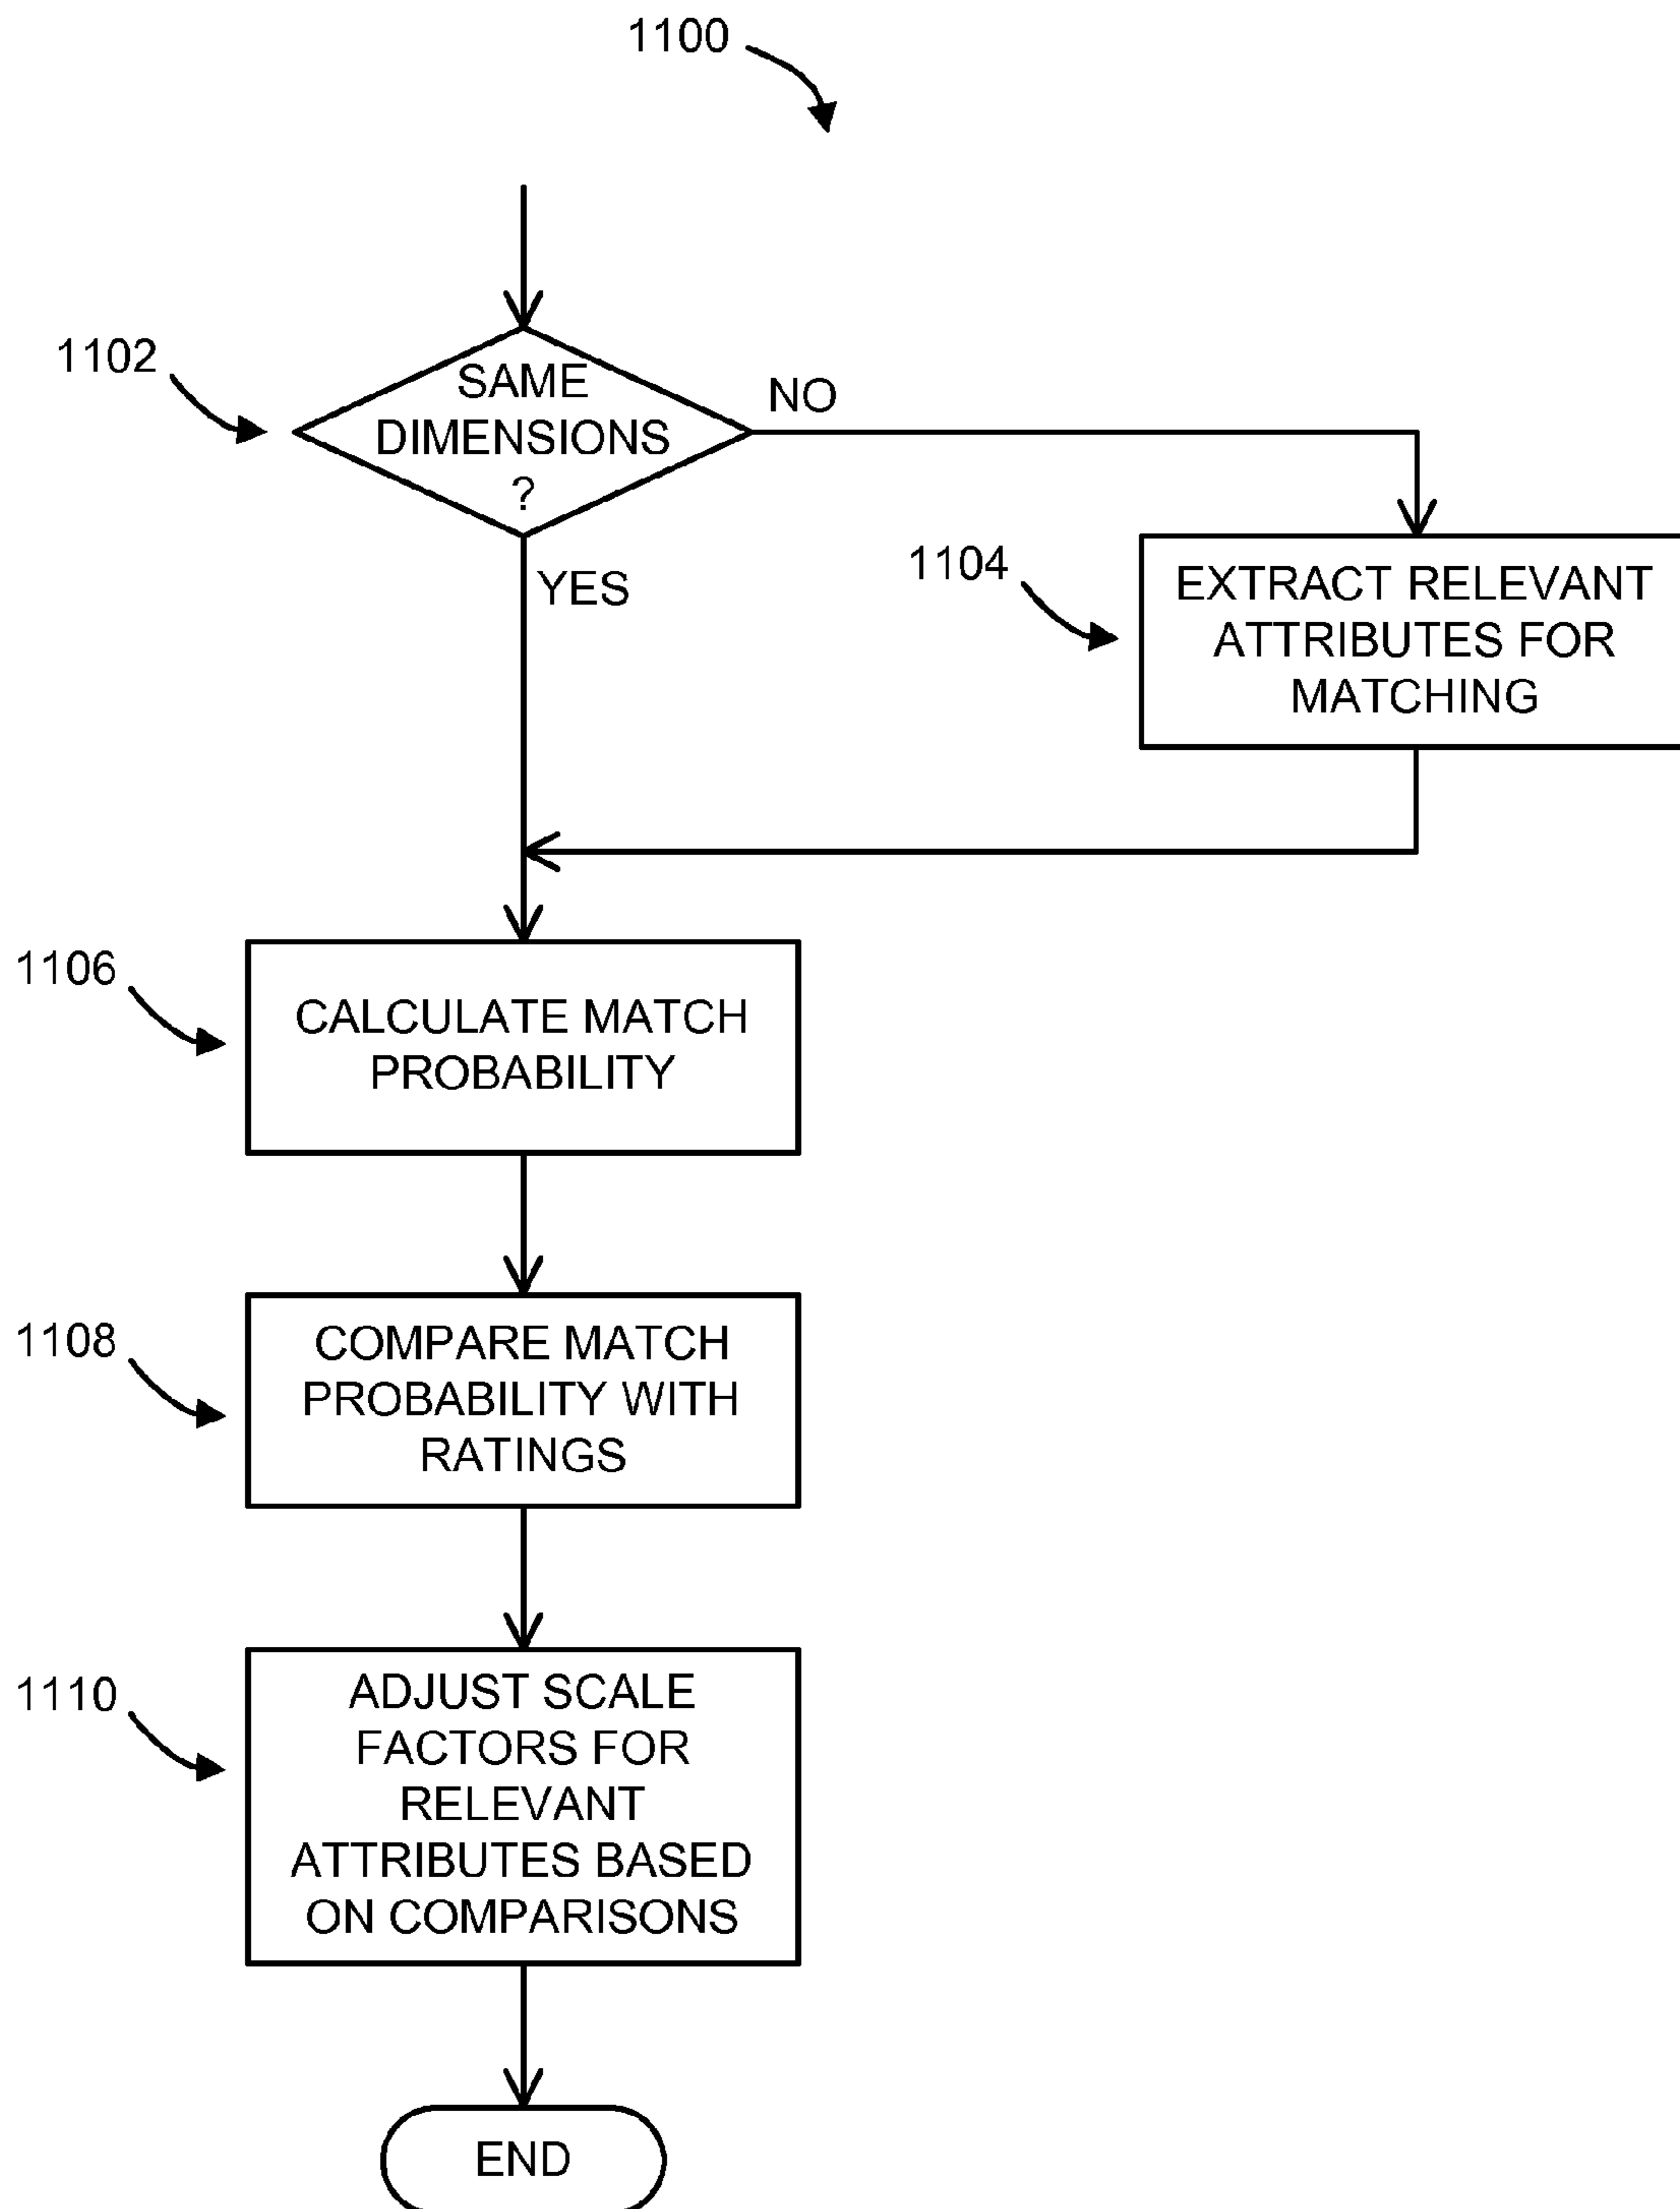 1100
1102
SAME
DIMENSIONS
?
NO
YES
1104
EXTRACT RELEVANT
ATTRIBUTES FOR
MATCHING
1106
CALCULATE MATCH
PROBABILITY
1108
COMPARE MATCH
PROBABILITY WITH
RATINGS
1110
ADJUST SCALE
FACTORS FOR
RELEVANT
ATTRIBUTES BASED
ON COMPARISONS
END